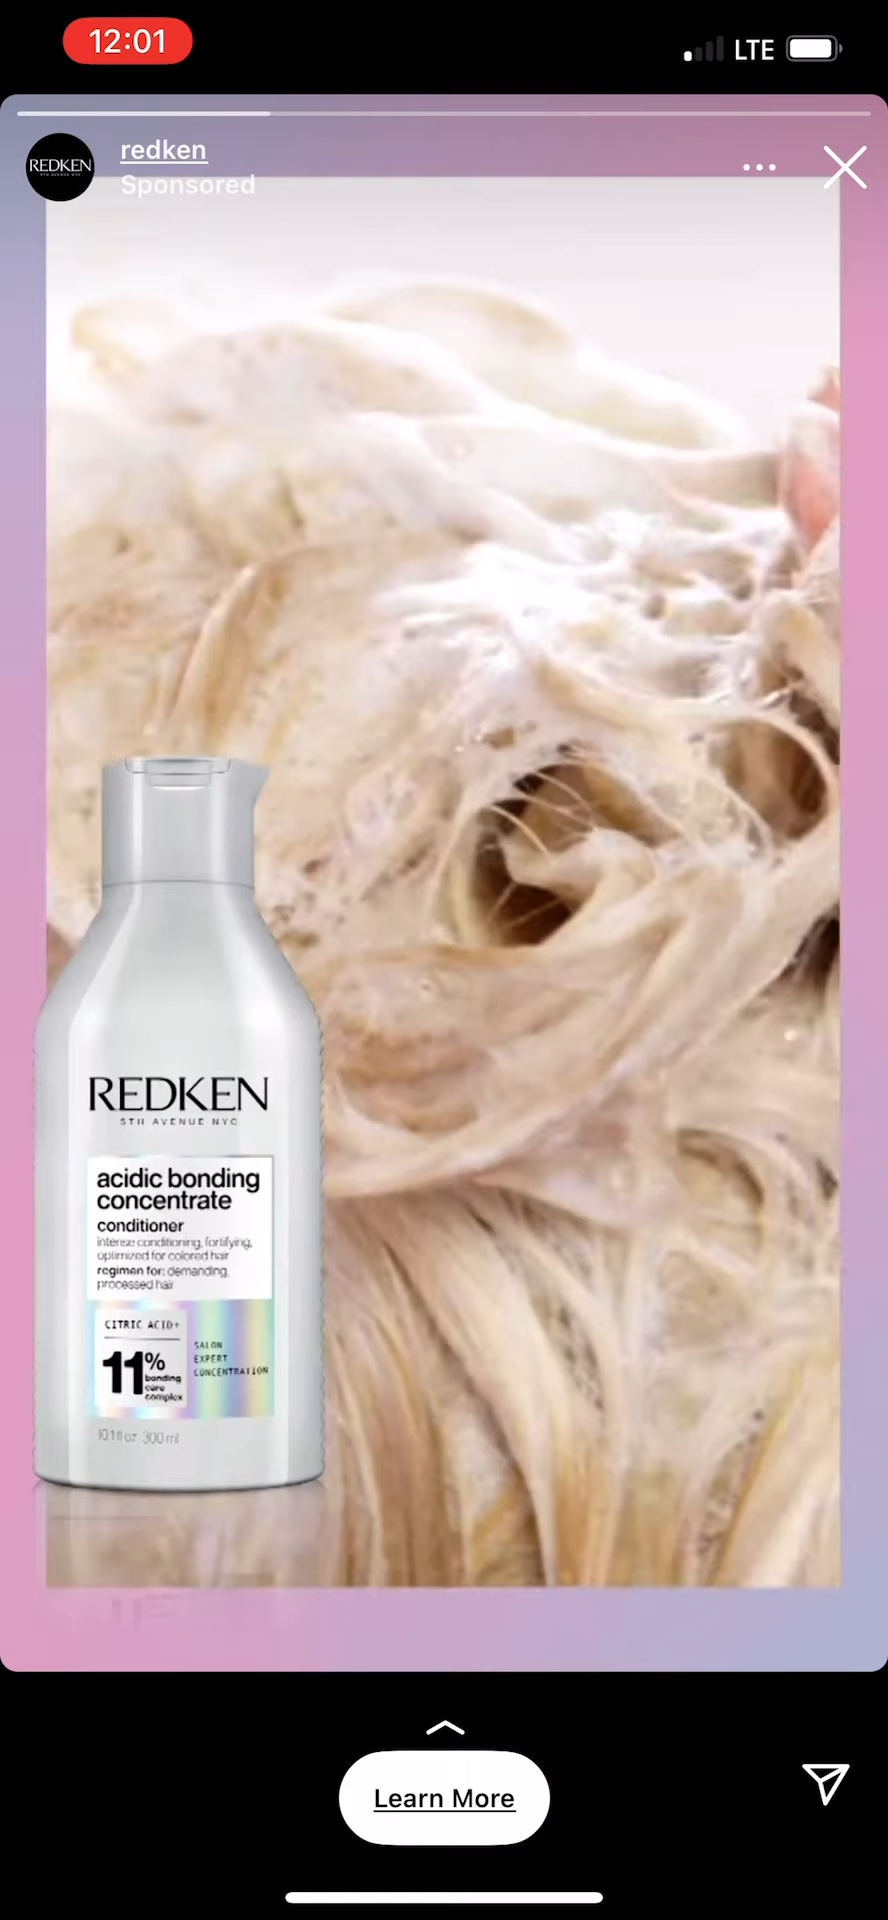 12:01
LTE
REDKEN
redken
Sponsored
REDKEN
5TH AVENUE NYC
acidic bonding
concentrate
conditioner
intense conditioning, fortifying,
optimized for colored hair
regimen for: demanding,
processed hair
CITRIC ACID+
11%
bonding
care
complex
SALON
EXPERT
CONCENTRATION
10.1 fl oz 300 ml
Learn More